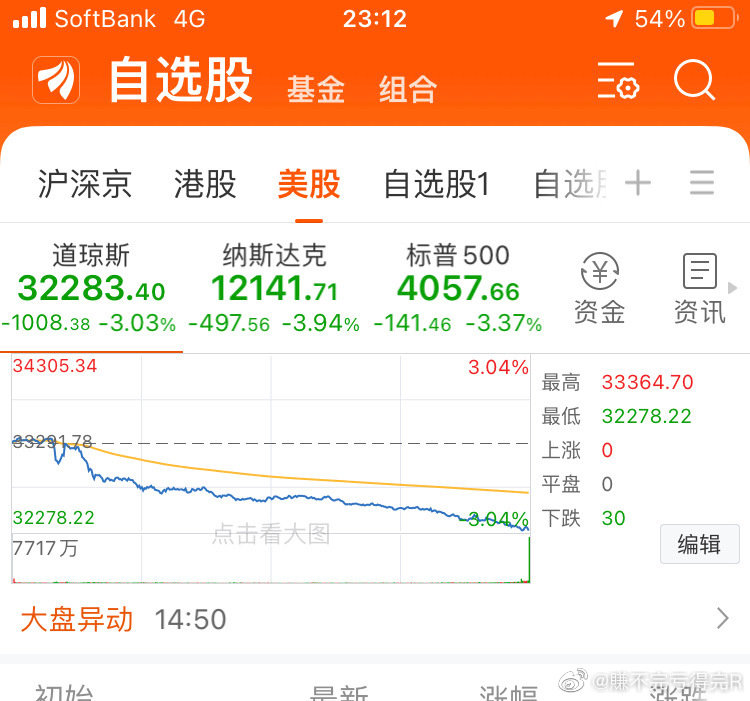 SoftBank 4G 23:12 54%
自选股 基金 组合
沪深京 港股 美股 自选股1 自选
道琼斯 纳斯达克 标普500
32283.40 12141.71 4057.66
-1008.38 -3.03% -497.56 -3.94% -141.46 -3.37%
资金 资讯
34305.34 3.04%
33291.78
32278.22 3.04%
点击看大图
7717万
最高 33364.70
最低 32278.22
上涨 0
平盘 0
下跌 30
编辑
大盘异动 14:50
初始 最新 涨幅 涨跌
@賺不完亏得完R